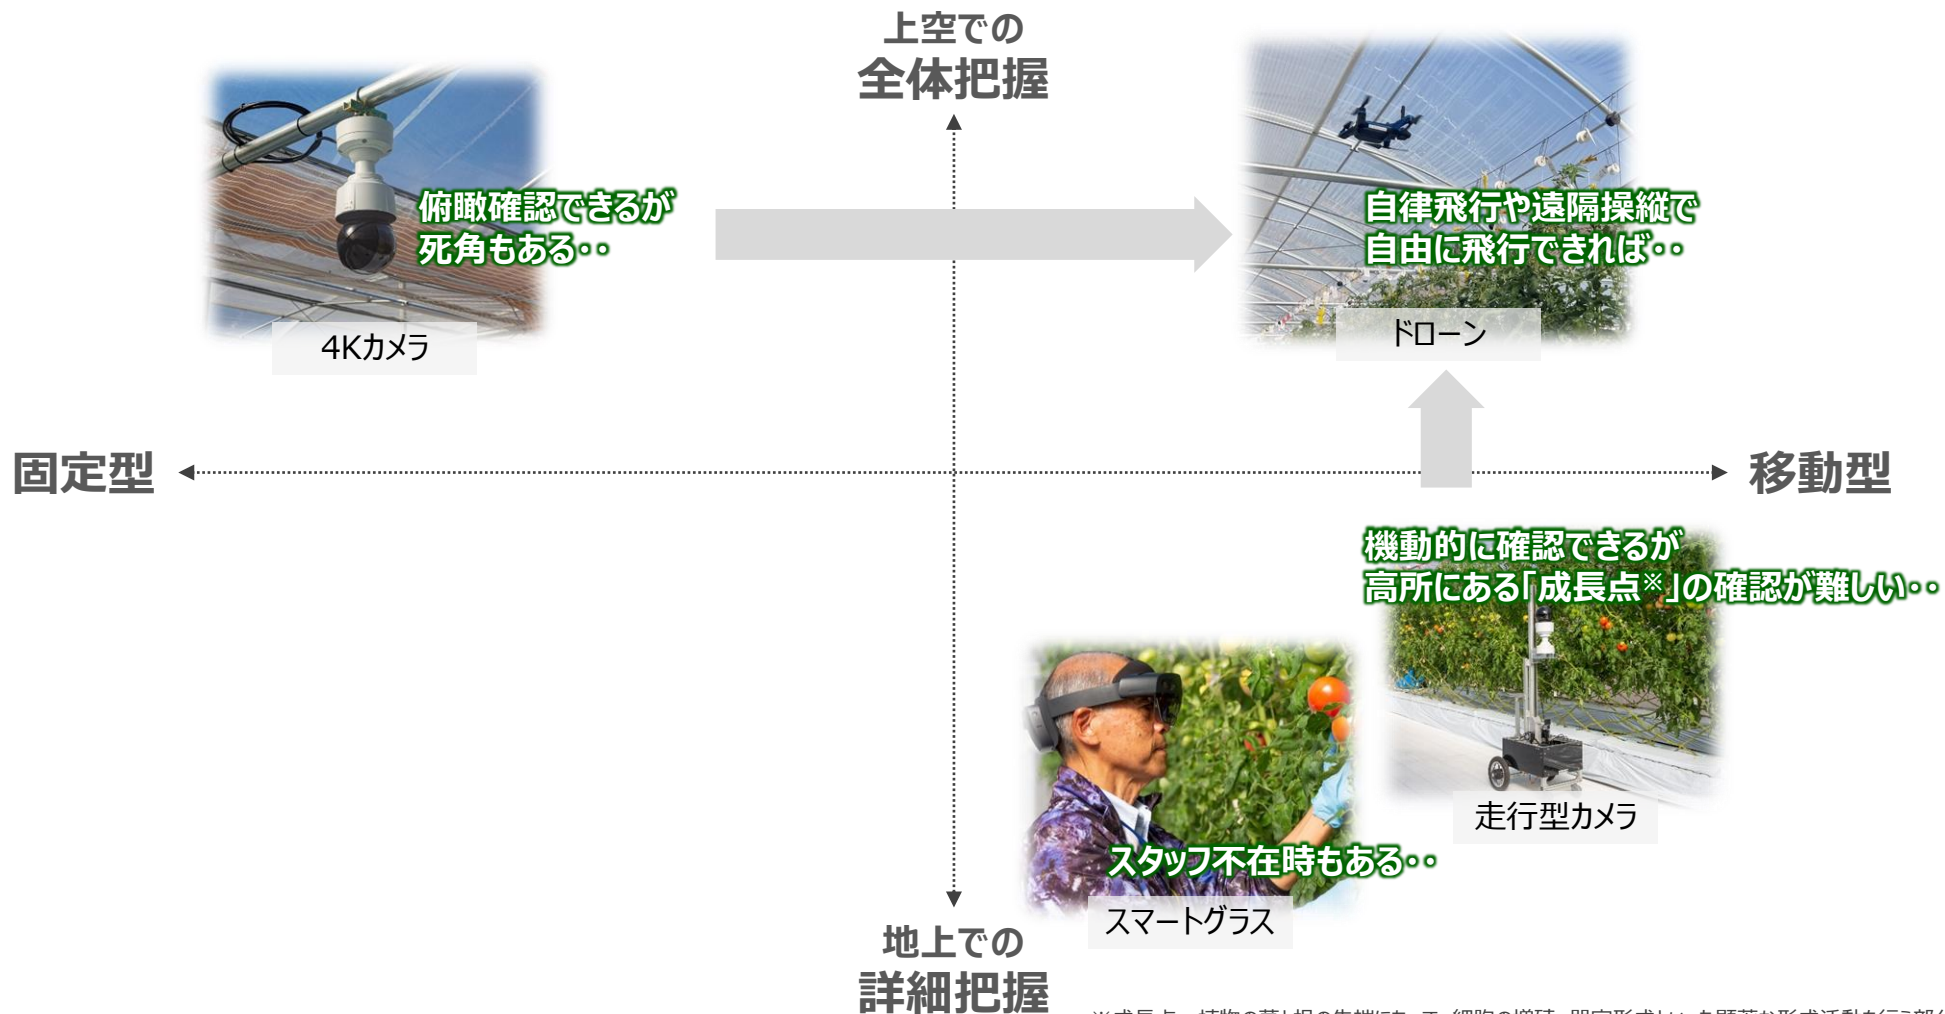 上空での
全体把握
俯瞰確認できるが
死角もある‥
4Kカメラ
自律飛行や遠隔操縦で
自由に飛行できれば‥
ドローン
固定型
移動型
機動的に確認できるが
高所にある「成長点※」の確認が難しい‥
走行型カメラ
スタッフ不在時もある‥
スマートグラス
地上での
詳細把握